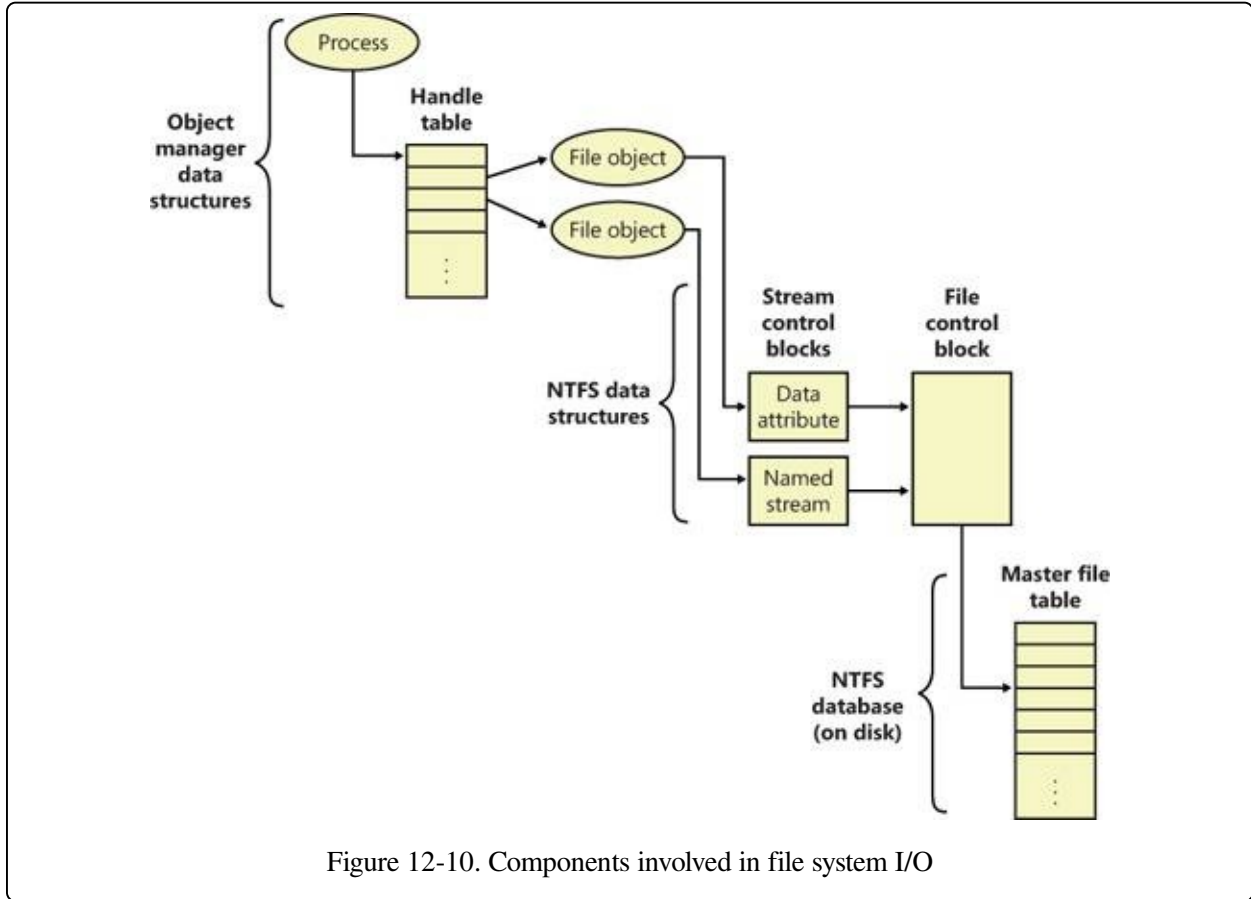 Process
Handle
table
Object
manager
data
structures
File object
File object
Stream
control
blocks
File
control
block
NTFS data
structures
Data
attribute
Named
stream
Master file
table
NTFS
database
(on disk)
Figure 12-10. Components involved in file system I/O